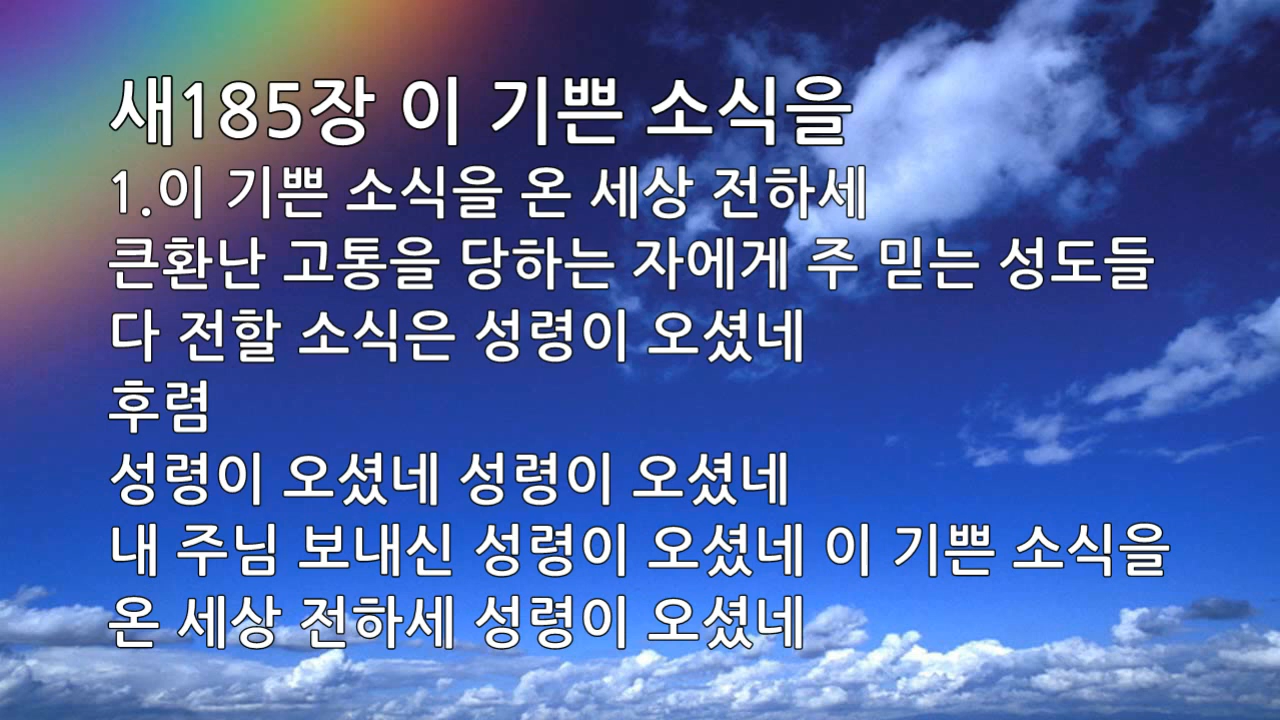 새185장 이 기쁜 소식을
1.이 기쁜 소식을 온 세상 전하세
큰환난 고통을 당하는 자에게 주 믿는 성도들
다 전할 소식은 성령이 오셨네
후렴
성령이 오셨네 성령이 오셨네
내 주님 보내신 성령이 오셨네 이 기쁜 소식을
온 세상 전하세 성령이 오셨네